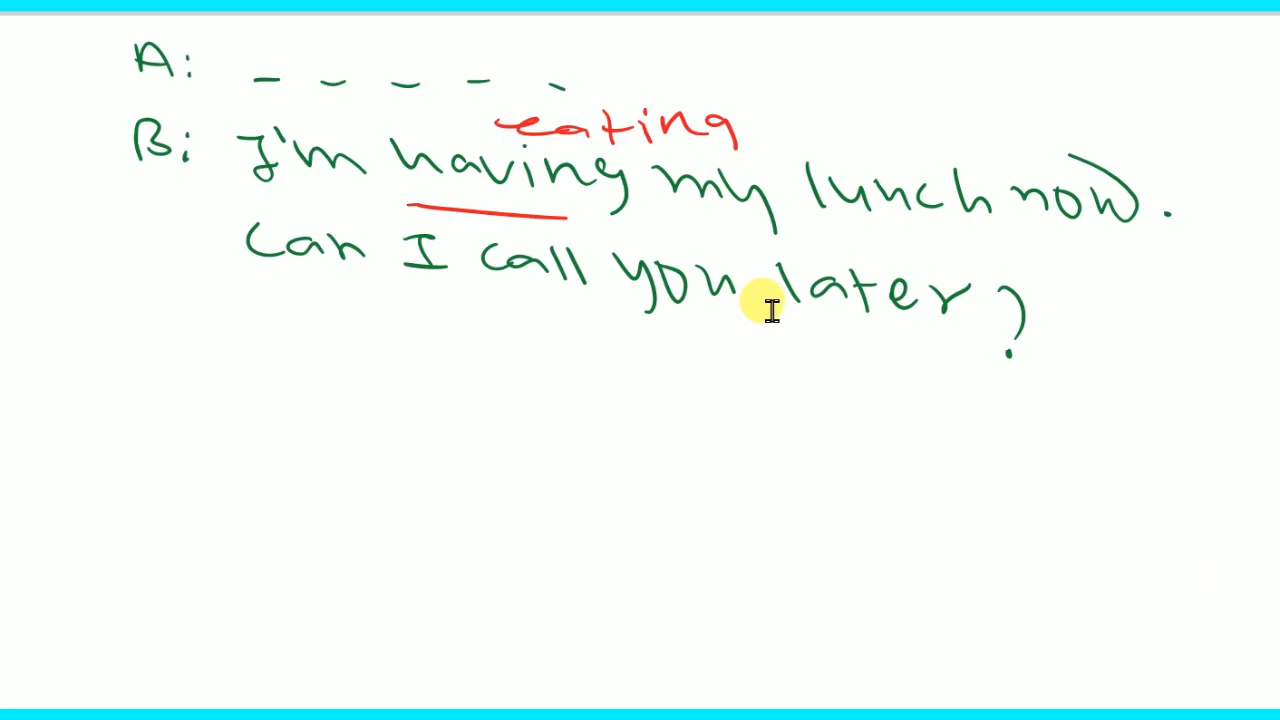 A: - - - - -
eating
B: I'm having my lunch now.
Can I call you later?